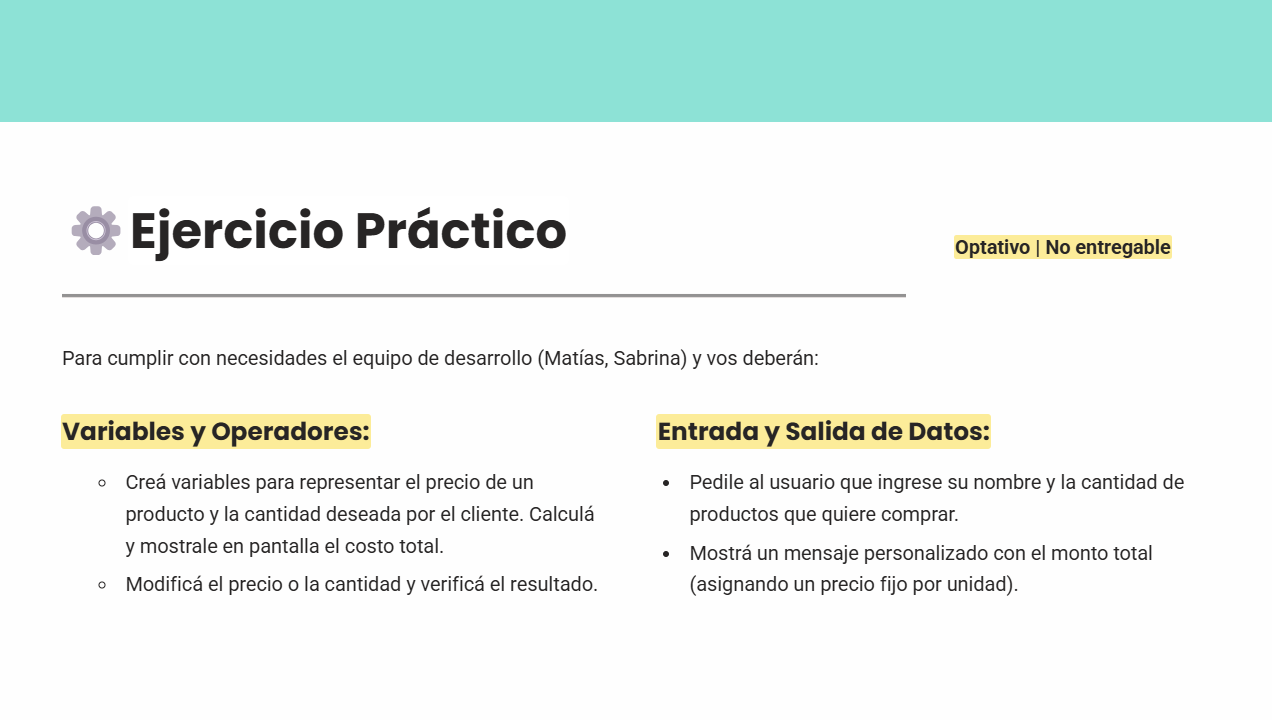 Ejercicio Práctico
Optativo | No entregable
Para cumplir con necesidades el equipo de desarrollo (Matías, Sabrina) y vos deberán:
Variables y Operadores:
Creá variables para representar el precio de un
producto y la cantidad deseada por el cliente. Calculá
y mostrale en pantalla el costo total.
Modificá el precio o la cantidad y verificá el resultado.
Entrada y Salida de Datos:
Pedile al usuario que ingrese su nombre y la cantidad de
productos que quiere comprar.
Mostrá un mensaje personalizado con el monto total
(asignando un precio fijo por unidad).